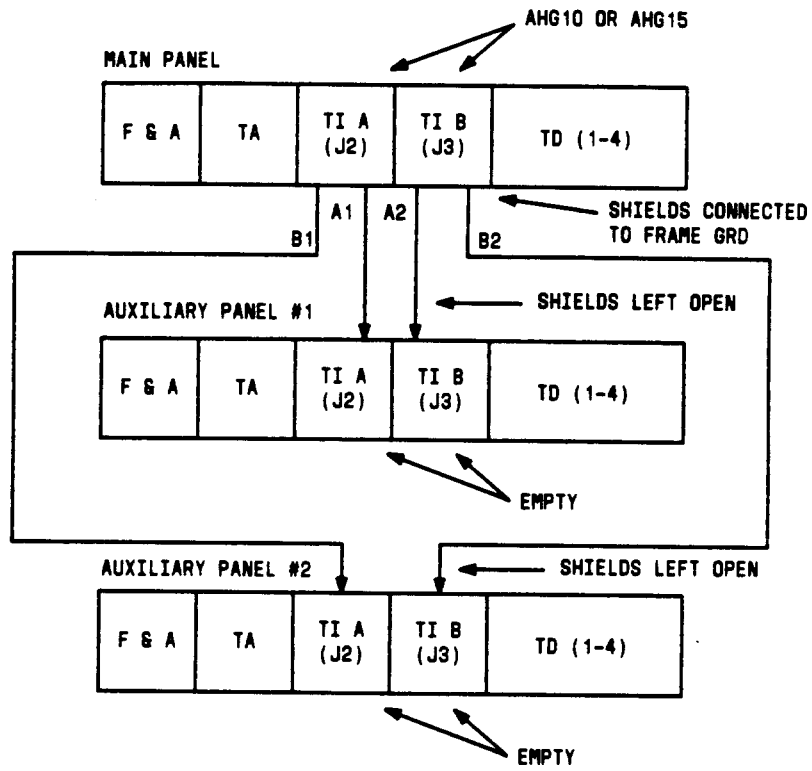 AHG10 OR AHG15
MAIN PANEL
F & A
TA
TI A
(J2)
TI B
(J3)
TD (1-4)
B1
A1
A2
B2
SHIELDS CONNECTED
TO FRAME GRD
SHIELDS LEFT OPEN
AUXILIARY PANEL #1
F & A
TA
TI A
(J2)
TI B
(J3)
TD (1-4)
EMPTY
AUXILIARY PANEL #2
SHIELDS LEFT OPEN
F & A
TA
TI A
(J2)
TI B
(J3)
TD (1-4)
EMPTY